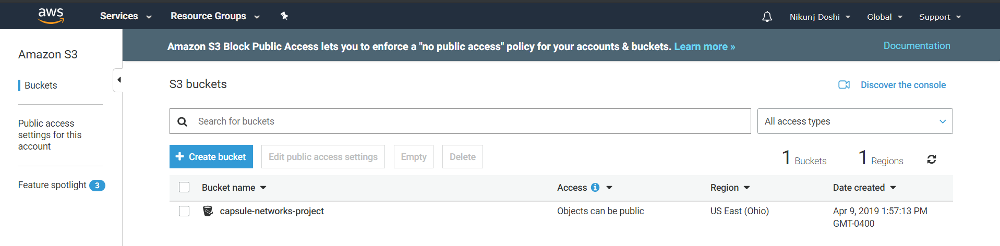 aws Services Resource Groups Nikunj Doshi Global Support
Amazon S3 Block Public Access lets you to enforce a "no public access" policy for your accounts & buckets. Learn more » Documentation
Amazon S3
Buckets
Public access
settings for this
account
Feature spotlight 3
S3 buckets Discover the console
Search for buckets All access types
+ Create bucket Edit public access settings Empty Delete 1 Buckets 1 Regions
Bucket name Access i Region Date created
capsule-networks-project Objects can be public US East (Ohio) Apr 9, 2019 1:57:13 PM
GMT-0400